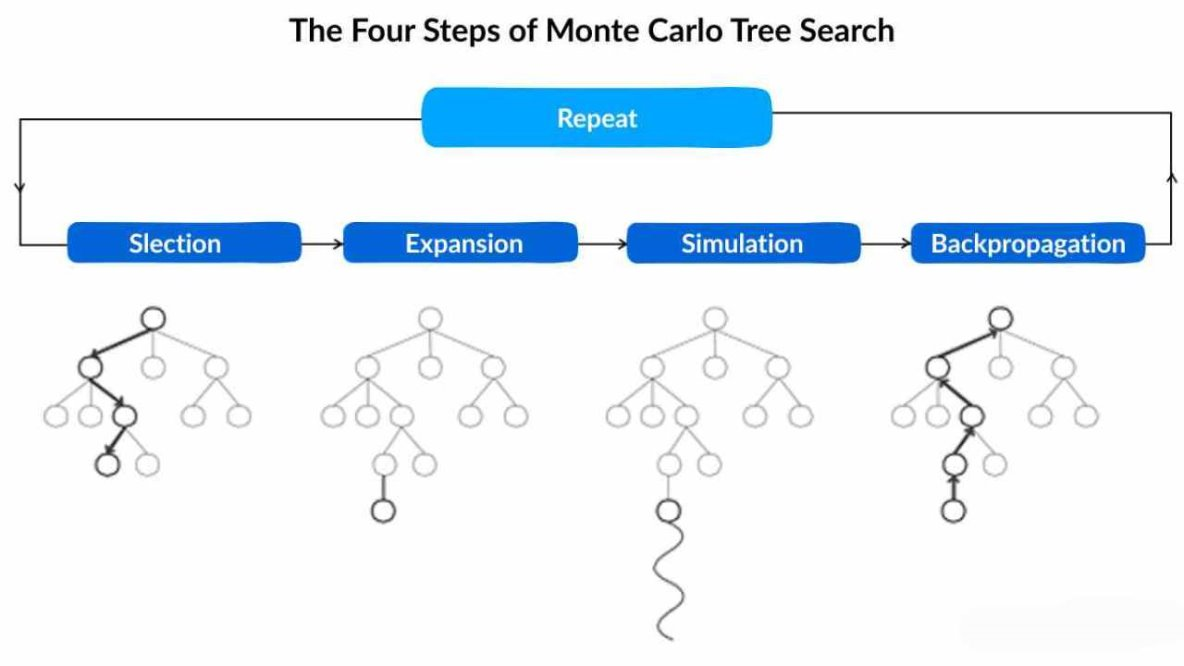 The Four Steps of Monte Carlo Tree Search
Repeat
Slection
Expansion
Simulation
Backpropagation